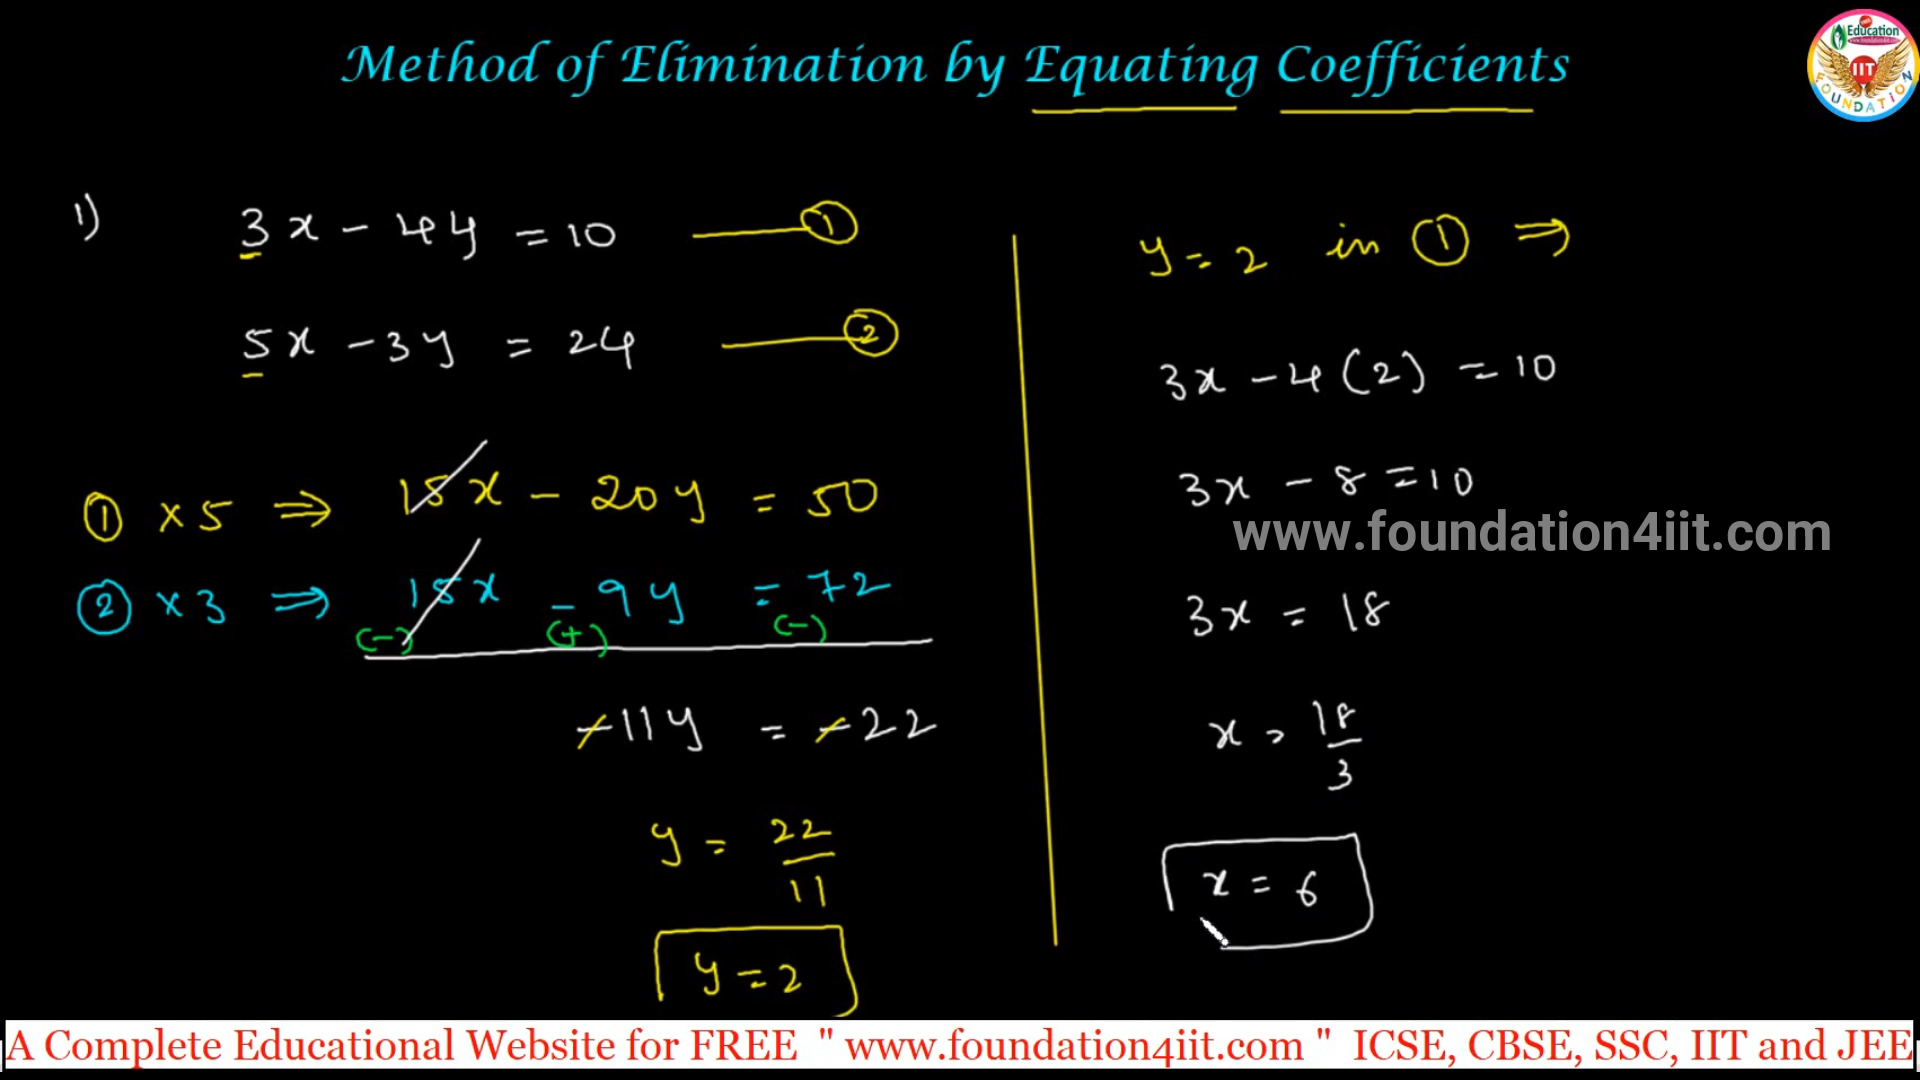 Method of Elimination by Equating Coefficients
Education
IIT
FOUNDATION
1) 3x - 4y = 10 ——— ①
5x - 3y = 24 ——— ②
① × 5 ⇒ 15x - 20y = 50
② × 3 ⇒ 15x - 9y = 72
(-) (+) (-)
-11y = -22
y = 22/11
y = 2
y = 2 in ① ⇒
3x - 4(2) = 10
3x - 8 = 10
www.foundation4iit.com
3x = 18
x = 18/3
x = 6
A Complete Educational Website for FREE " www.foundation4iit.com " ICSE, CBSE, SSC, IIT and JEE